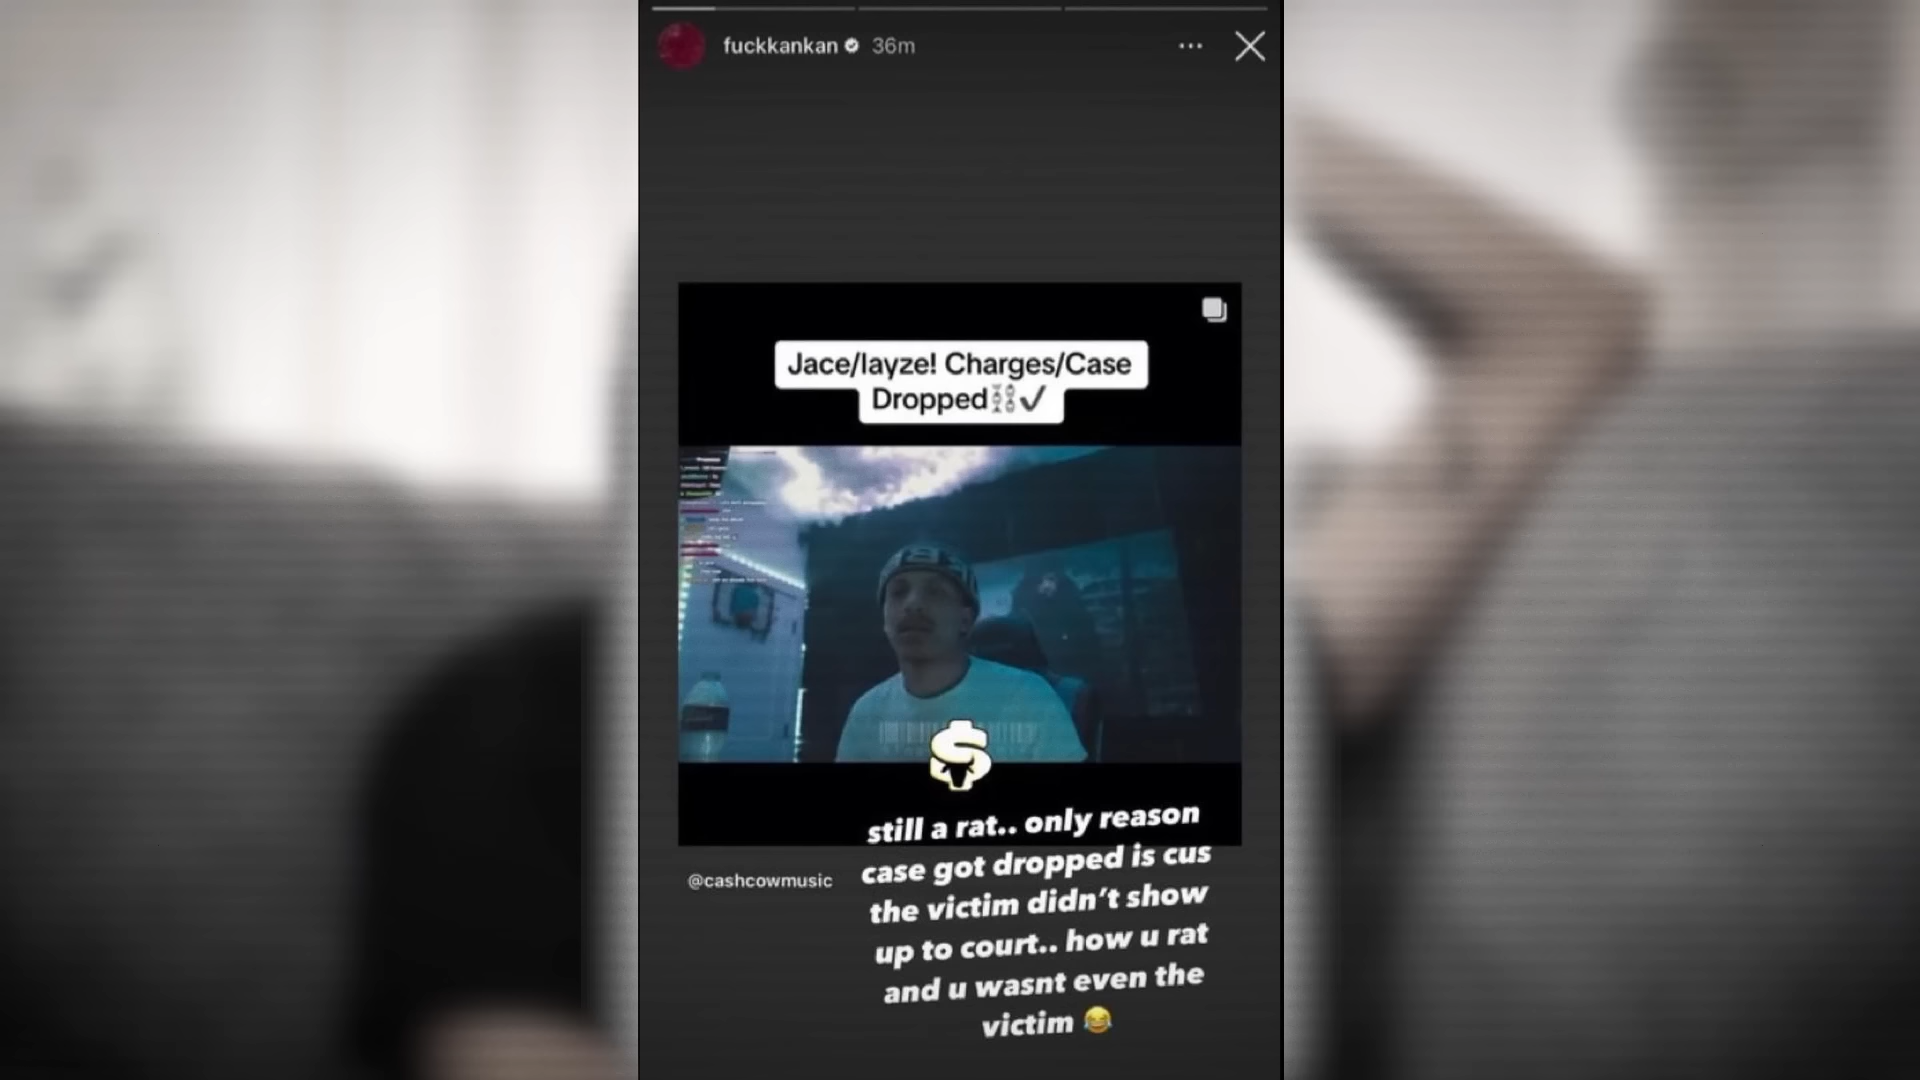 fuckkankan 36m
Jace/layze! Charges/Case
Dropped⛓️✔️
@cashcowmusic
still a rat.. only reason
case got dropped is cus
the victim didn't show
up to court.. how u rat
and u wasnt even the
victim 😂